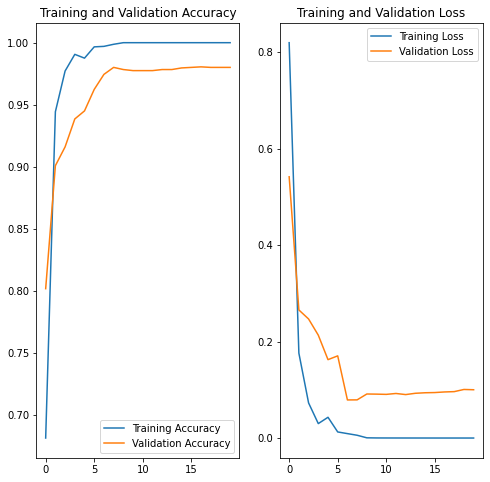 Training and Validation Accuracy
1.00
0.95
0.90
0.85
0.80
0.75
0.70
Training Accuracy
Validation Accuracy
0 5 10 15
Training and Validation Loss
Training Loss
Validation Loss
0.8
0.6
0.4
0.2
0.0
0 5 10 15